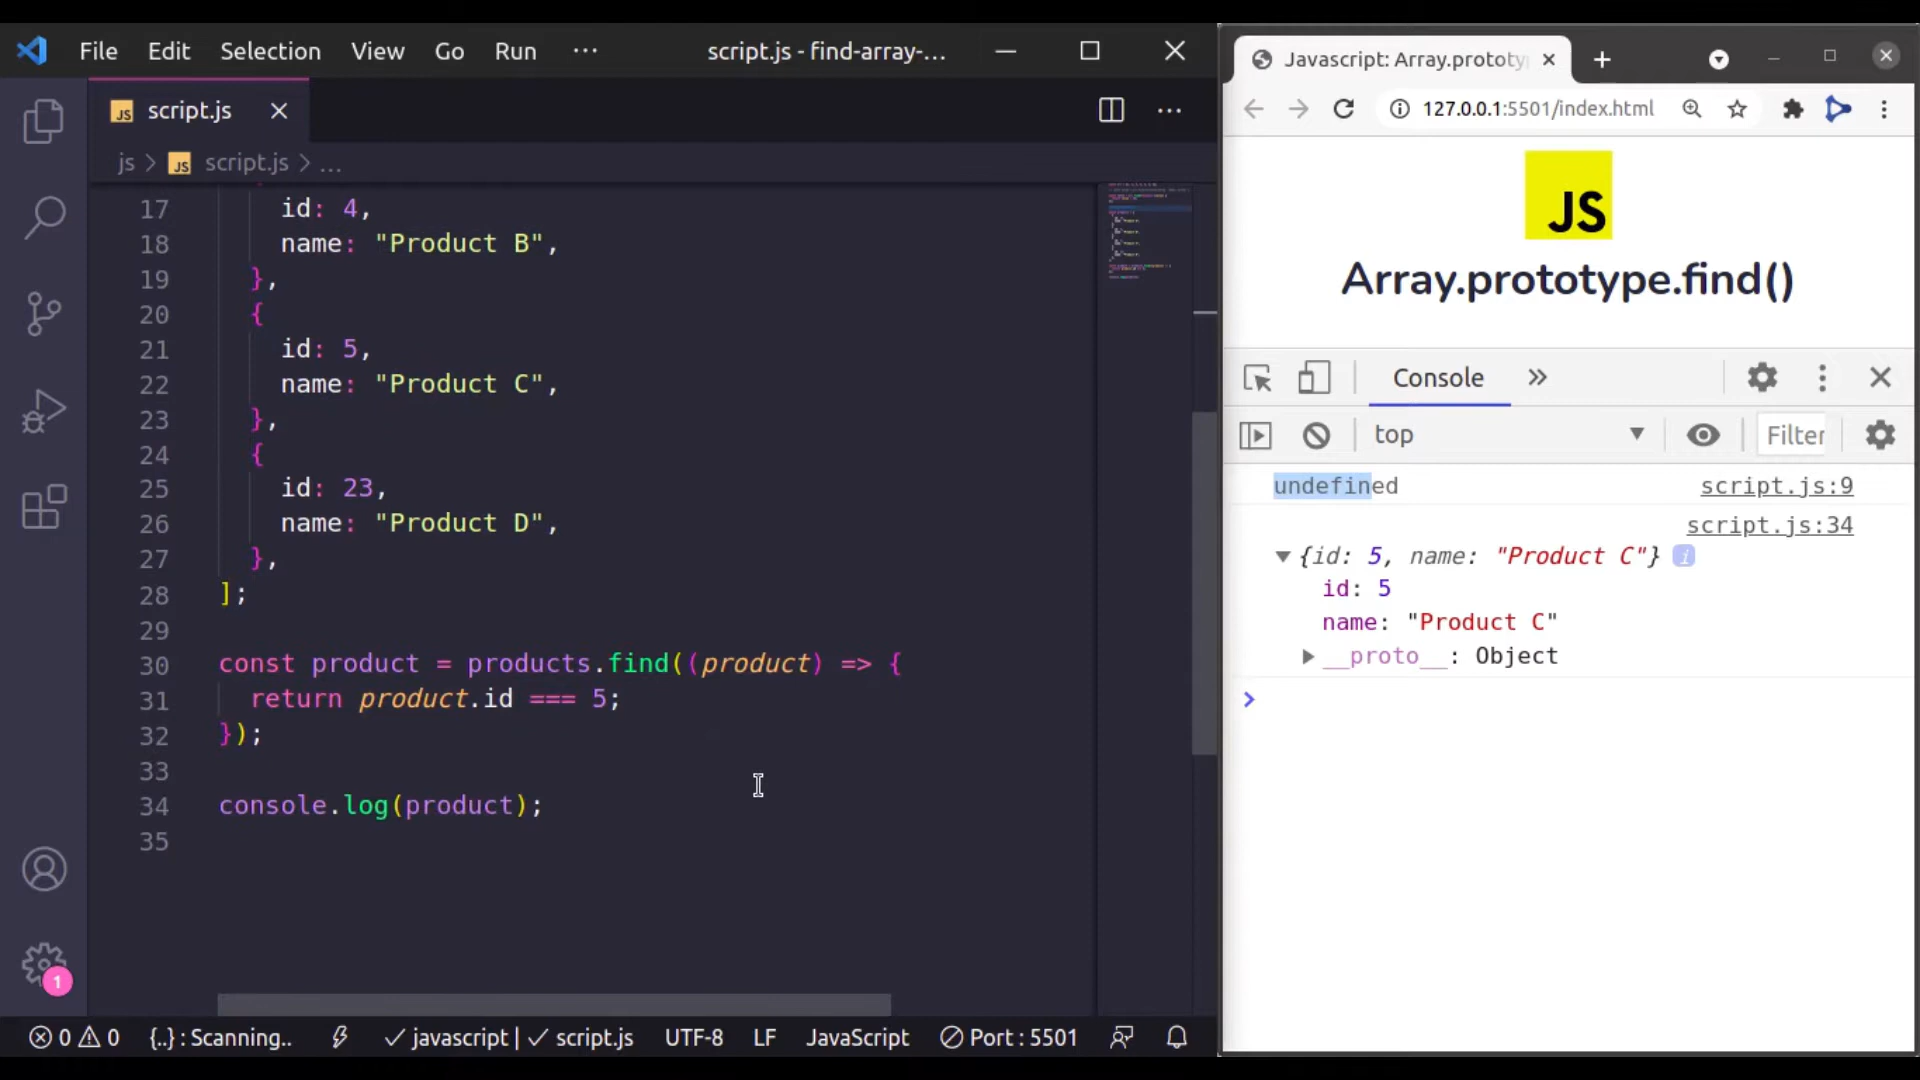 File Edit Selection View Go Run ··· script.js - find-array-...
JS script.js
js > JS script.js > ...
17 id: 4,
18 name: "Product B",
19 },
20 {
21 id: 5,
22 name: "Product C",
23 },
24 {
25 id: 23,
26 name: "Product D",
27 },
28 ];
29
30 const product = products.find((product) => {
31 return product.id === 5;
32 });
33
34 console.log(product);
35
1
0 0 {..} : Scanning.. javascript | script.js UTF-8 LF JavaScript Port : 5501
Javascript: Array.prototy
127.0.0.1:5501/index.html
JS
Array.prototype.find()
Console
top Filter
undefined script.js:9
script.js:34
{id: 5, name: "Product C"} i
id: 5
name: "Product C"
__proto__: Object